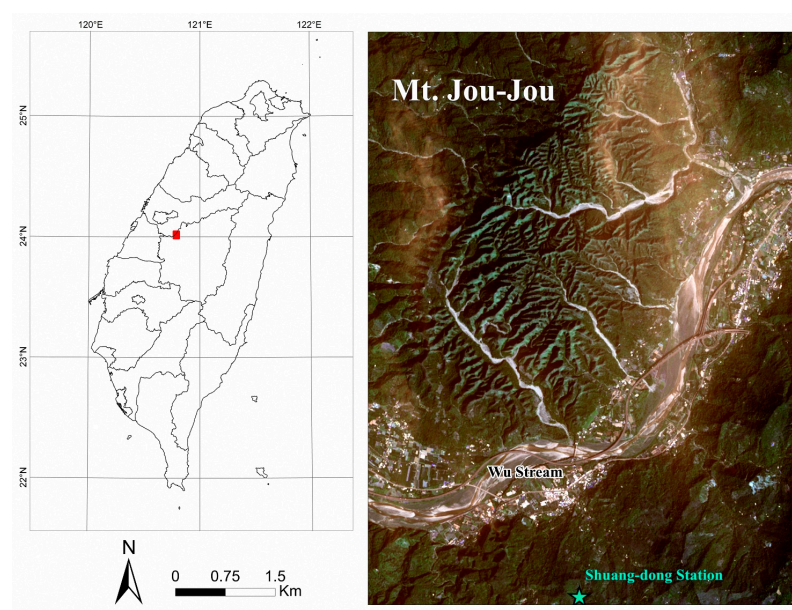 120°E 121°E 122°E
25°N
24°N
23°N
22°N
Mt. Jou-Jou
Wu Stream
Shuang-dong Station
N
0 0.75 1.5
Km